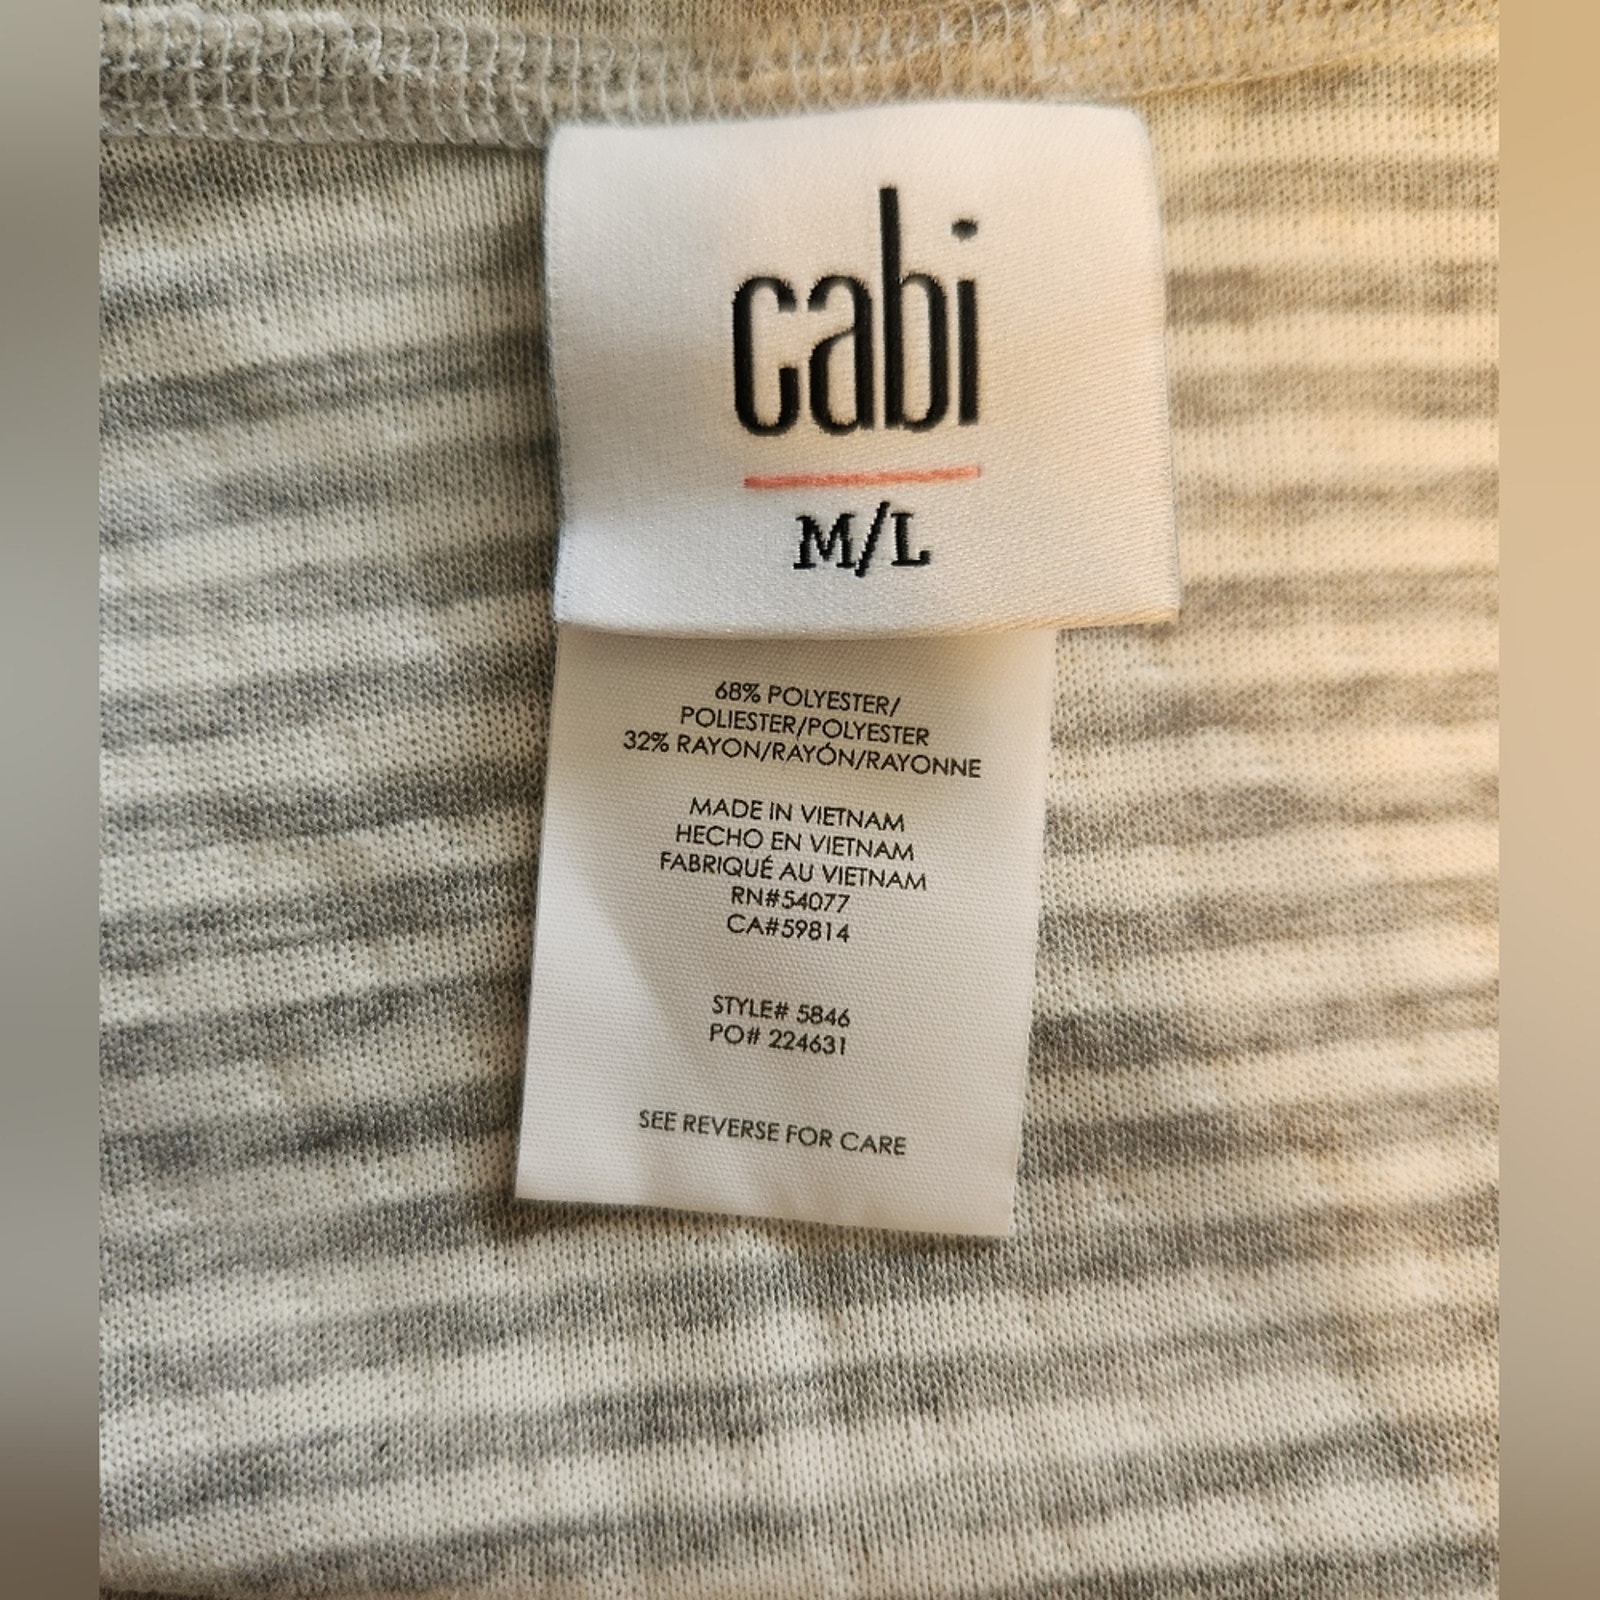 cabi
M/L
68% POLYESTER/
POLIESTER/POLYESTER
32% RAYON/RAYÓN/RAYONNE
MADE IN VIETNAM
HECHO EN VIETNAM
FABRIQUÉ AU VIETNAM
RN#54077
CA#59814
STYLE# 5846
PO# 224631
SEE REVERSE FOR CARE